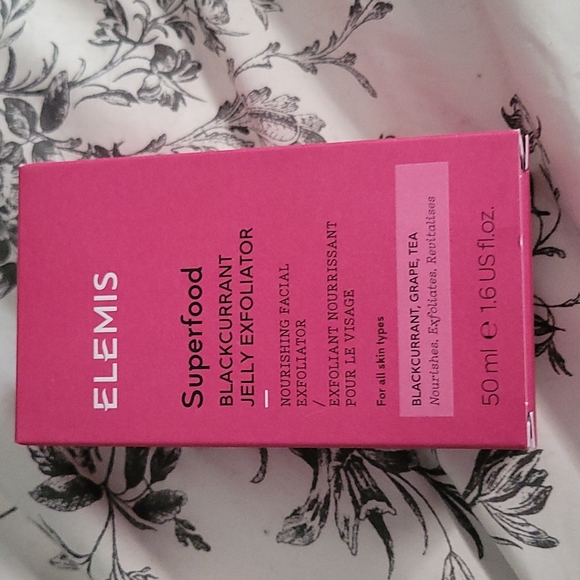 ELEMIS
Superfood
BLACKCURRANT
JELLY EXFOLIATOR
NOURISHING FACIAL
EXFOLIATOR
/
EXFOLIANT NOURRISSANT
POUR LE VISAGE
For all skin types
BLACKCURRANT, GRAPE, TEA
Nourishes, Exfoliates, Revitalises
50 ml ℮ 1.6 US fl.oz.